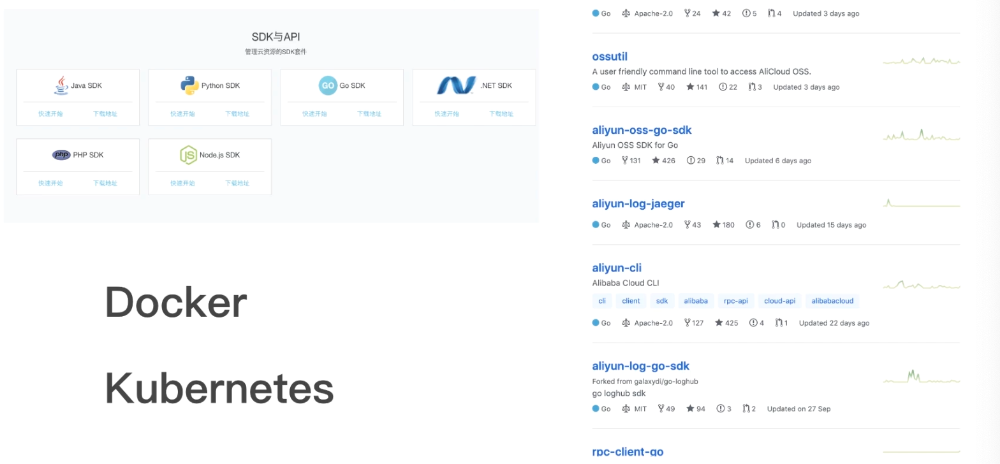 SDK与API
管理云资源的SDK套件
Java SDK
快速开始 下载地址
Python SDK
快速开始 下载地址
GO Go SDK
快速开始 下载地址
.NET SDK
快速开始 下载地址
php PHP SDK
快速开始 下载地址
JS Node.js SDK
快速开始 下载地址
Docker
Kubernetes
Go Apache-2.0 24 42 5 4 Updated 3 days ago
ossutil
A user friendly command line tool to access AliCloud OSS.
Go MIT 40 141 22 3 Updated 3 days ago
aliyun-oss-go-sdk
Aliyun OSS SDK for Go
Go 131 426 29 14 Updated 6 days ago
aliyun-log-jaeger
Go Apache-2.0 43 180 6 0 Updated 15 days ago
aliyun-cli
Alibaba Cloud CLI
cli client sdk alibaba rpc-api cloud-api alibabacloud
Go Apache-2.0 127 425 4 1 Updated 22 days ago
aliyun-log-go-sdk
Forked from galaxydi/go-loghub
go loghub sdk
Go MIT 49 94 3 2 Updated on 27 Sep
rpc-client-go